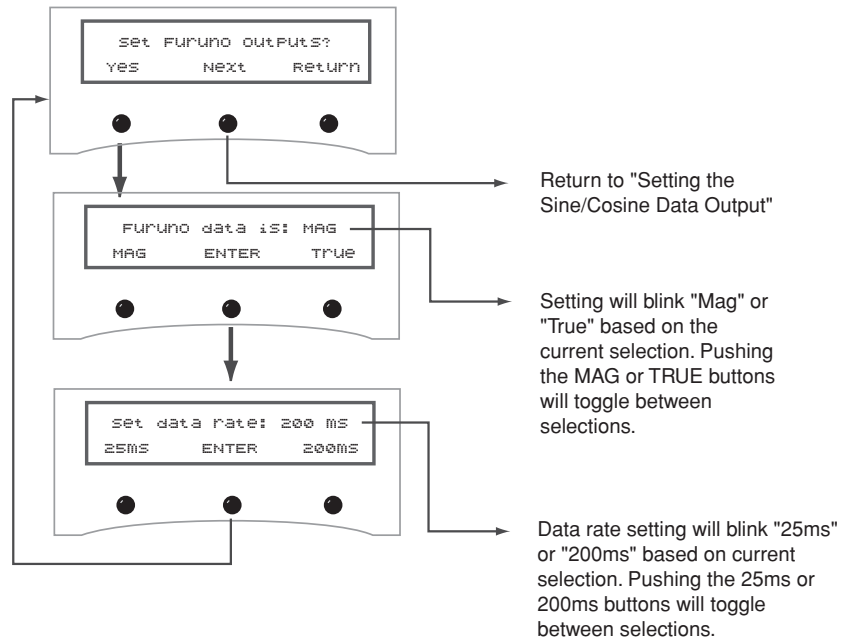 Set Furuno outputs?
Yes Next Return
Return to "Setting the
Sine/Cosine Data Output"
Furuno data is: MAG
MAG ENTER True
Setting will blink "Mag" or
"True" based on the
current selection. Pushing
the MAG or TRUE buttons
will toggle between
selections.
Set data rate: 200 ms
25ms ENTER 200ms
Data rate setting will blink "25ms"
or "200ms" based on current
selection. Pushing the 25ms or
200ms buttons will toggle
between selections.